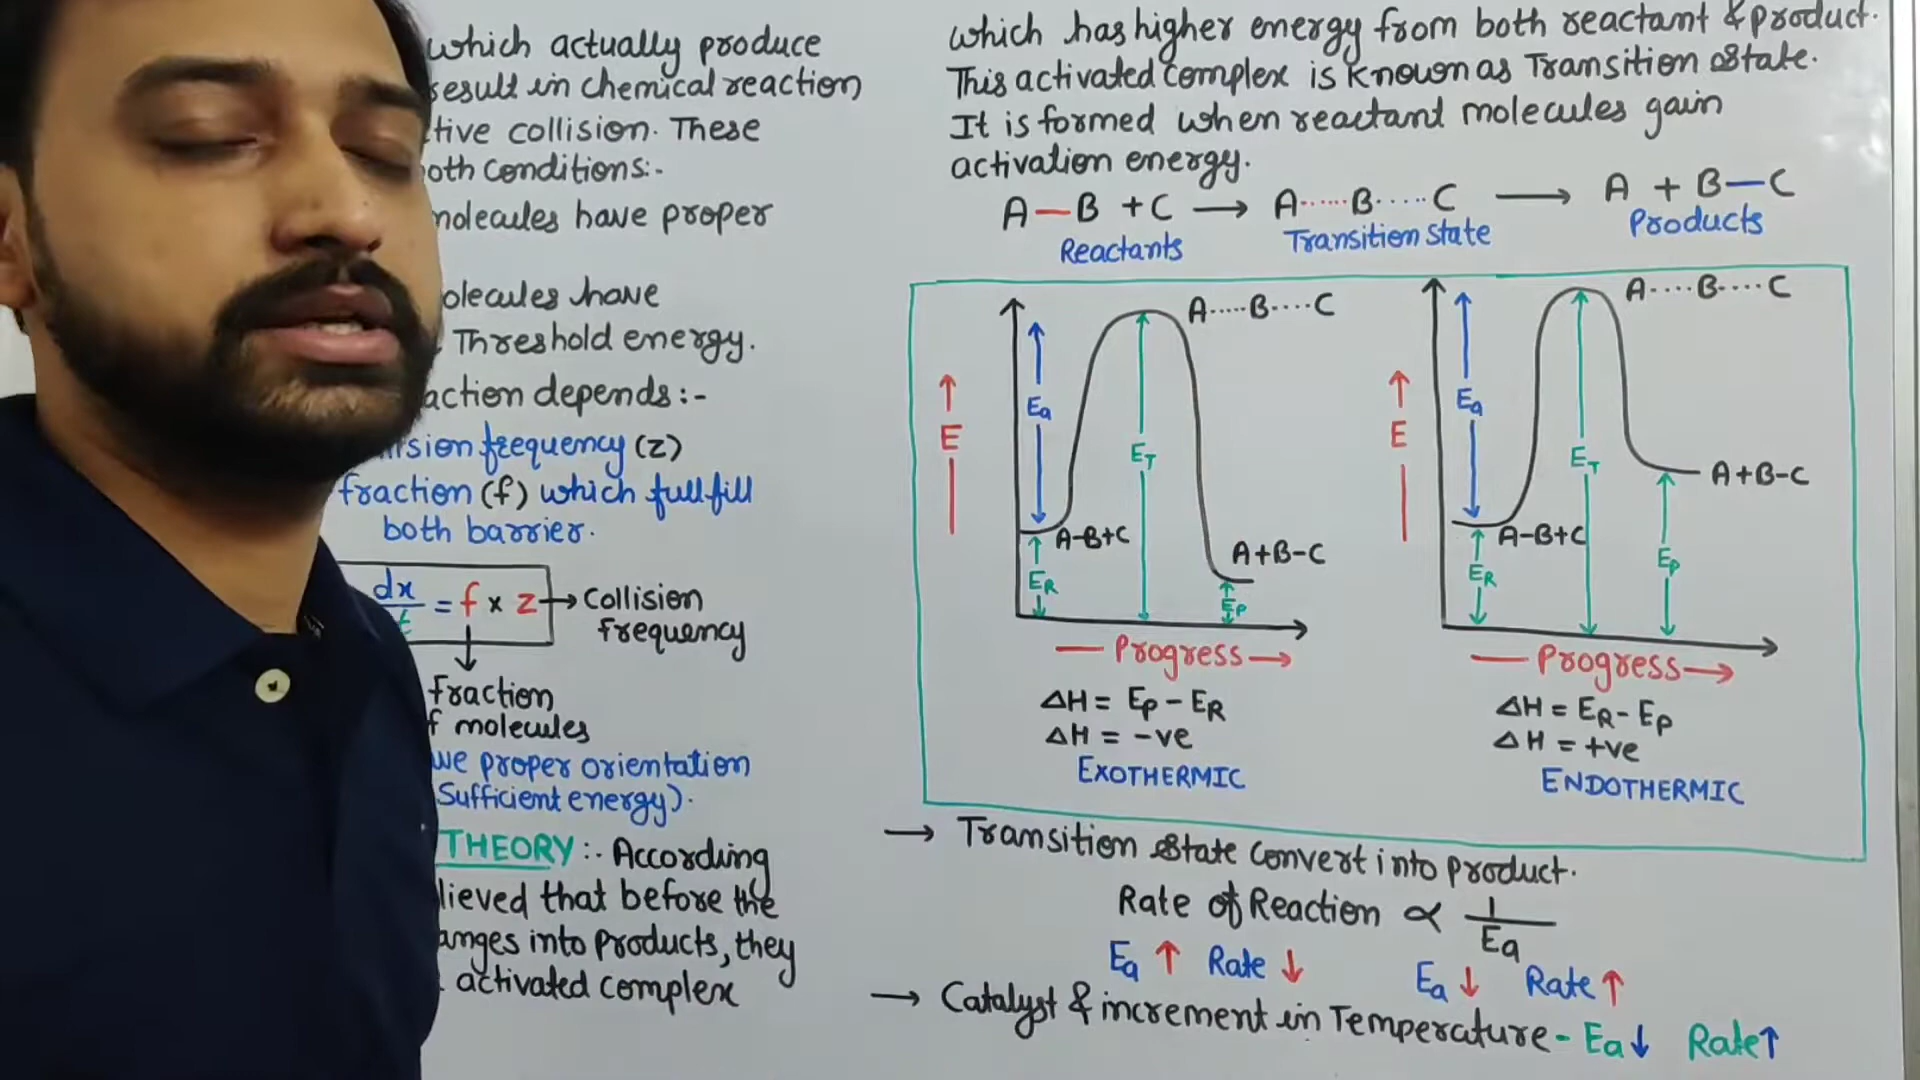 which actually produce
result in chemical reaction
tive collision. These
oth conditions:-
molecules have proper
olecules have
Threshold energy.
action depends:-
ision frequency (z)
fraction (f) which fullfill
both barrier.
dx/t = f × z → Collision
frequency
fraction
f molecules
ve proper orientation
Sufficient energy).
THEORY :- According
lieved that before the
anges into products, they
activated complex
which has higher energy from both reactant & product.
This activated complex is known as Transition state.
It is formed when reactant molecules gain
activation energy.
A—B + C → A······B·····C → A + B—C
Reactants Transition state Products
A·····B····C
E
Ea
ET
A-B+C
A+B-C
ER
EP
— Progress →
ΔH = EP - ER
ΔH = -ve
EXOTHERMIC
A····B····C
E
Ea
ET
A+B-C
A-B+C
ER
EP
— Progress →
ΔH = ER - EP
ΔH = +ve
ENDOTHERMIC
→ Transition state convert into product.
Rate of Reaction ∝ 1/Ea
Ea ↑ Rate ↓ Ea ↓ Rate ↑
→ Catalyst & increment in Temperature - Ea↓ Rate↑